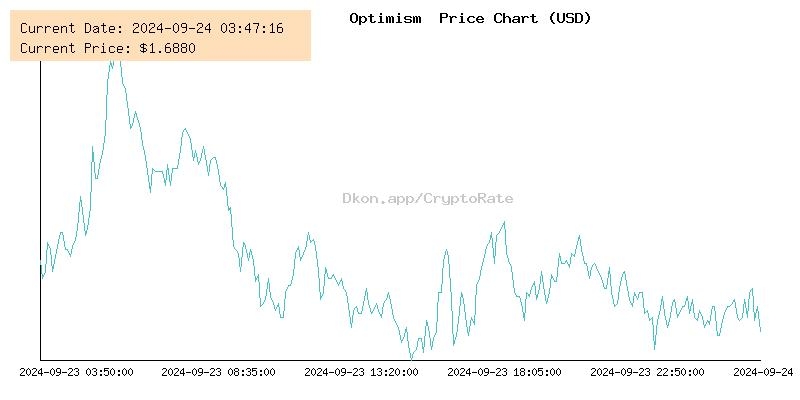 Optimism  Price Chart (USD)
Current Date: 2024-09-24 03:47:16
Current Price: $1.6880
Dkon.app/CryptoRate
2024-09-23 03:50:00 2024-09-23 08:35:00 2024-09-23 13:20:00 2024-09-23 18:05:00 2024-09-23 22:50:00 2024-09-24